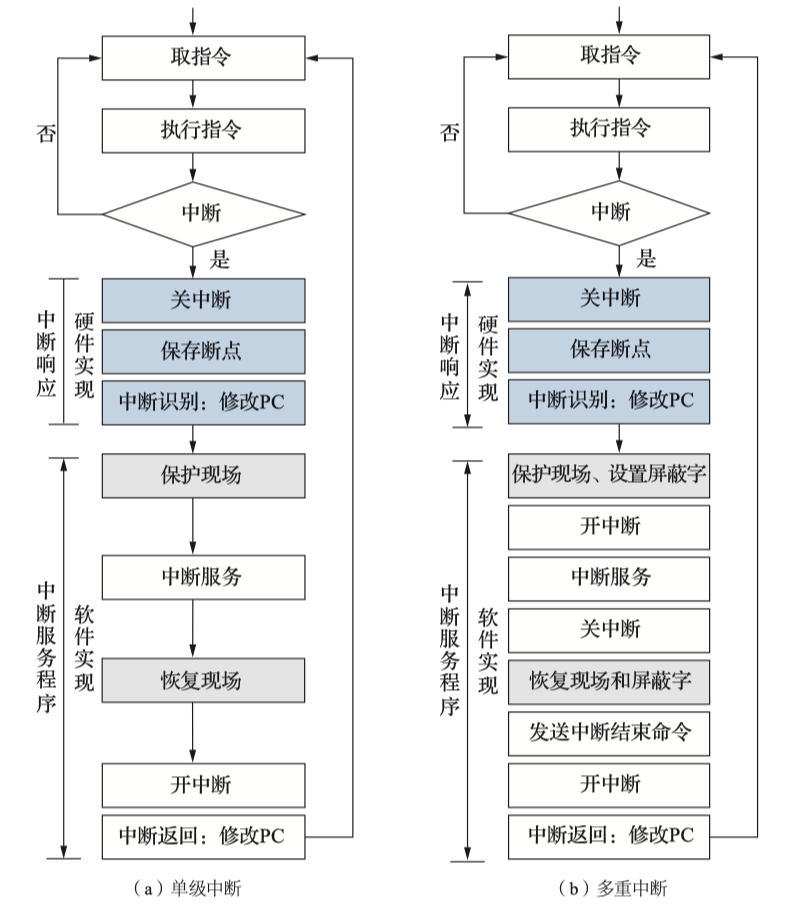 取指令
执行指令
否
中断
是
关中断
保存断点
中断识别：修改PC
中断响应
硬件实现
保护现场
中断服务
恢复现场
开中断
中断返回：修改PC
中断服务程序
软件实现
（a）单级中断
取指令
执行指令
否
中断
是
关中断
保存断点
中断识别：修改PC
中断响应
硬件实现
保护现场、设置屏蔽字
开中断
中断服务
关中断
恢复现场和屏蔽字
发送中断结束命令
开中断
中断返回：修改PC
中断服务程序
软件实现
（b）多重中断